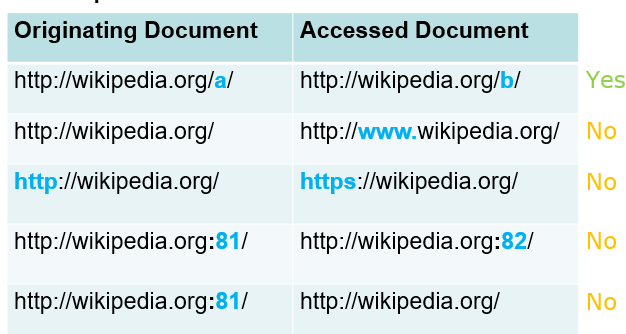 Originating Document Accessed Document
http://wikipedia.org/a/ http://wikipedia.org/b/ Yes
http://wikipedia.org/ http://www.wikipedia.org/ No
http://wikipedia.org/ https://wikipedia.org/ No
http://wikipedia.org:81/ http://wikipedia.org:82/ No
http://wikipedia.org:81/ http://wikipedia.org/ No